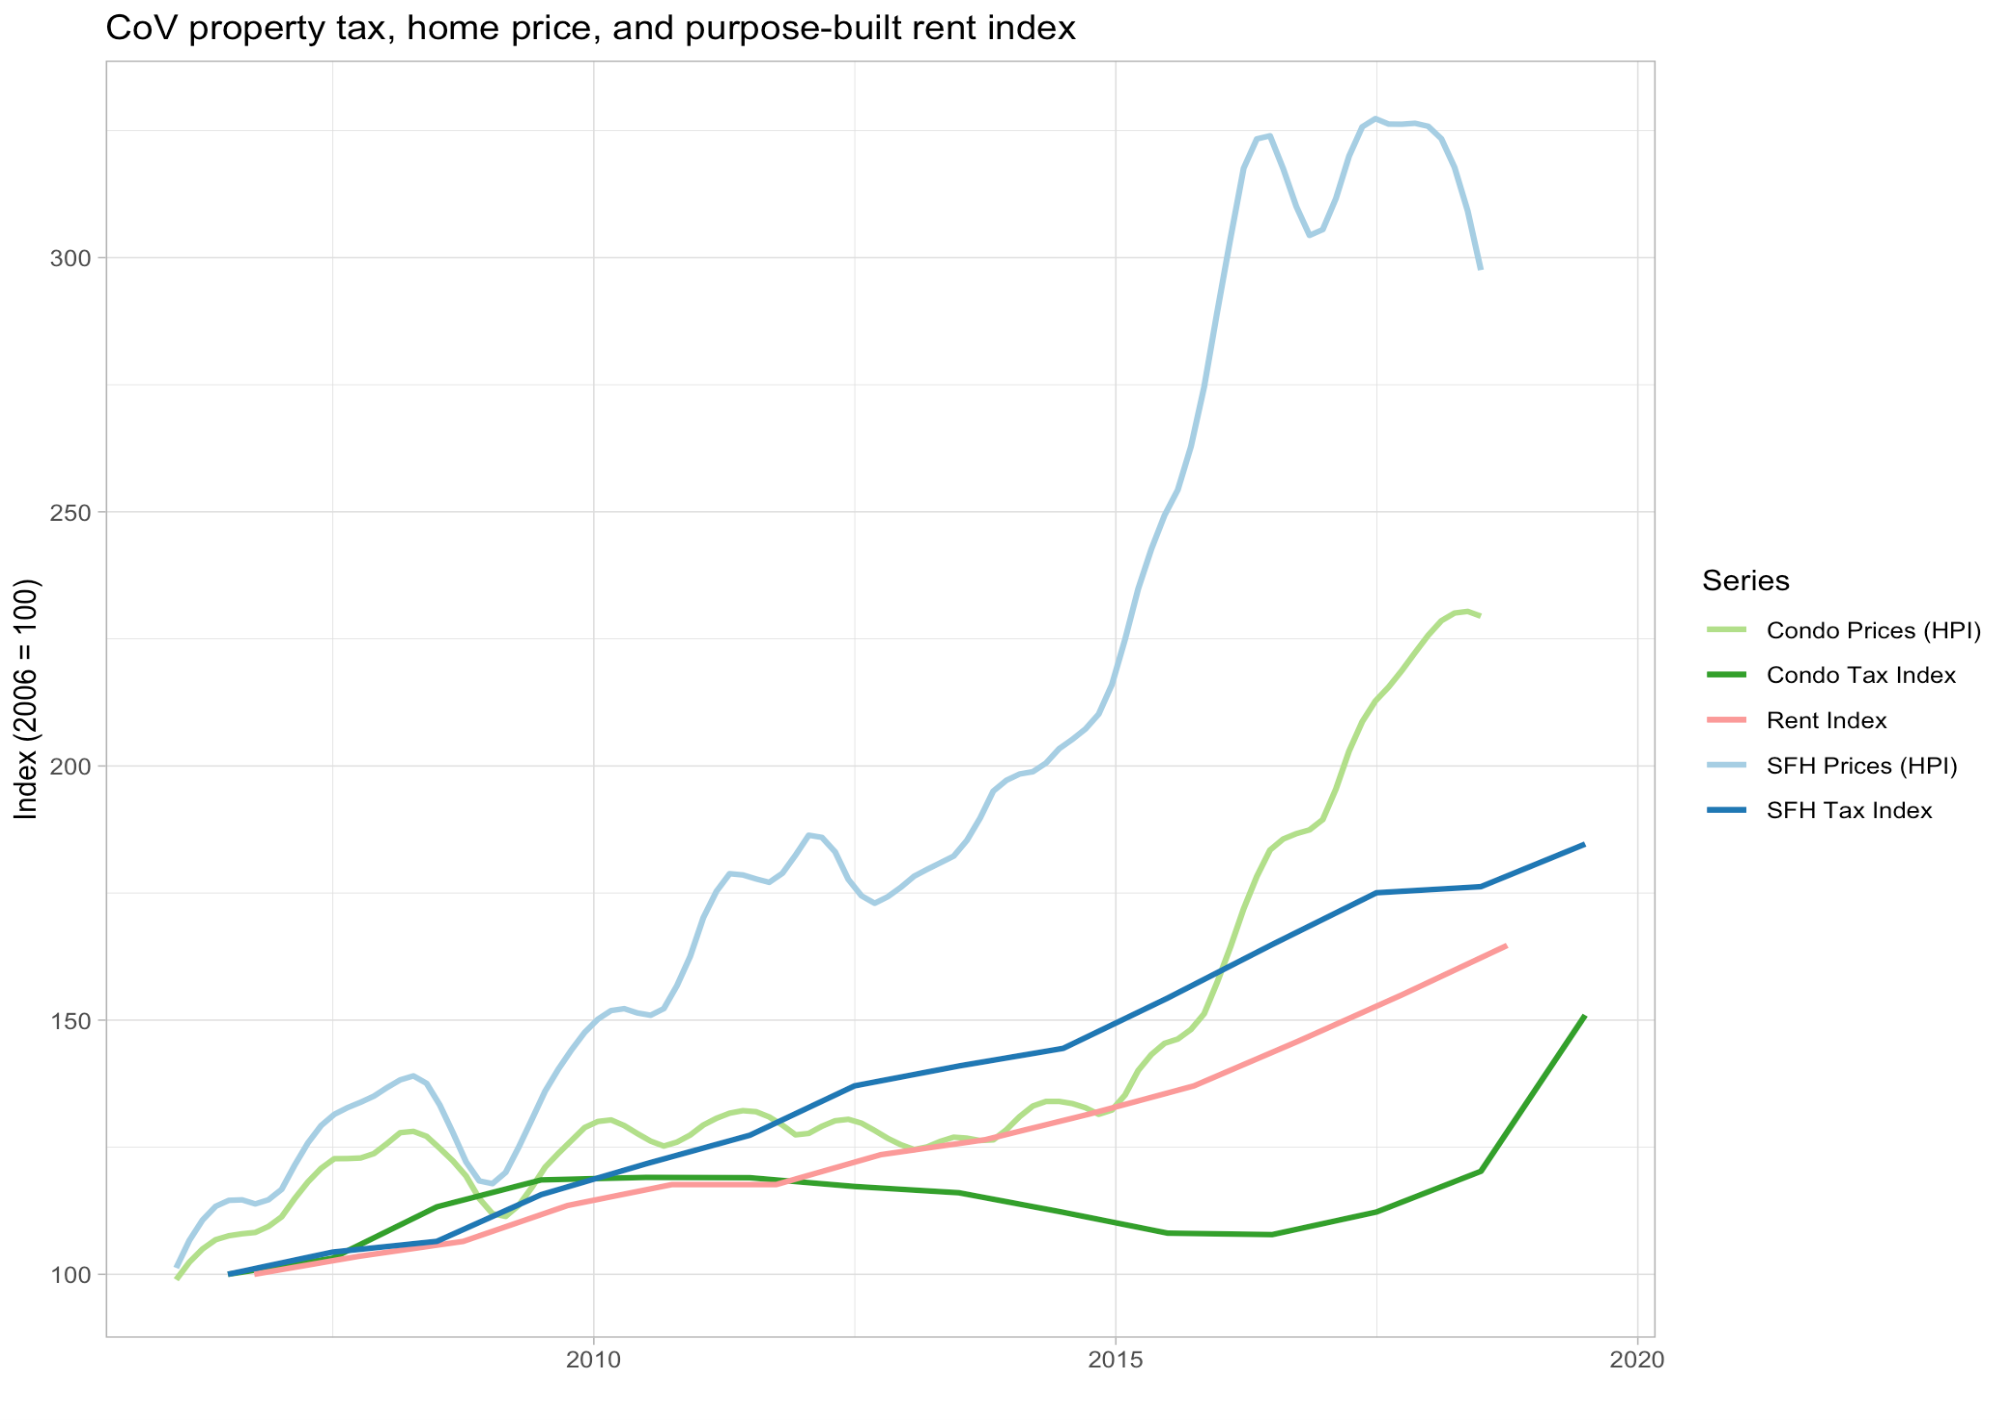 CoV property tax, home price, and purpose-built rent index
Index (2006 = 100)
300
250
200
150
100
2010
2015
2020
Series
Condo Prices (HPI)
Condo Tax Index
Rent Index
SFH Prices (HPI)
SFH Tax Index